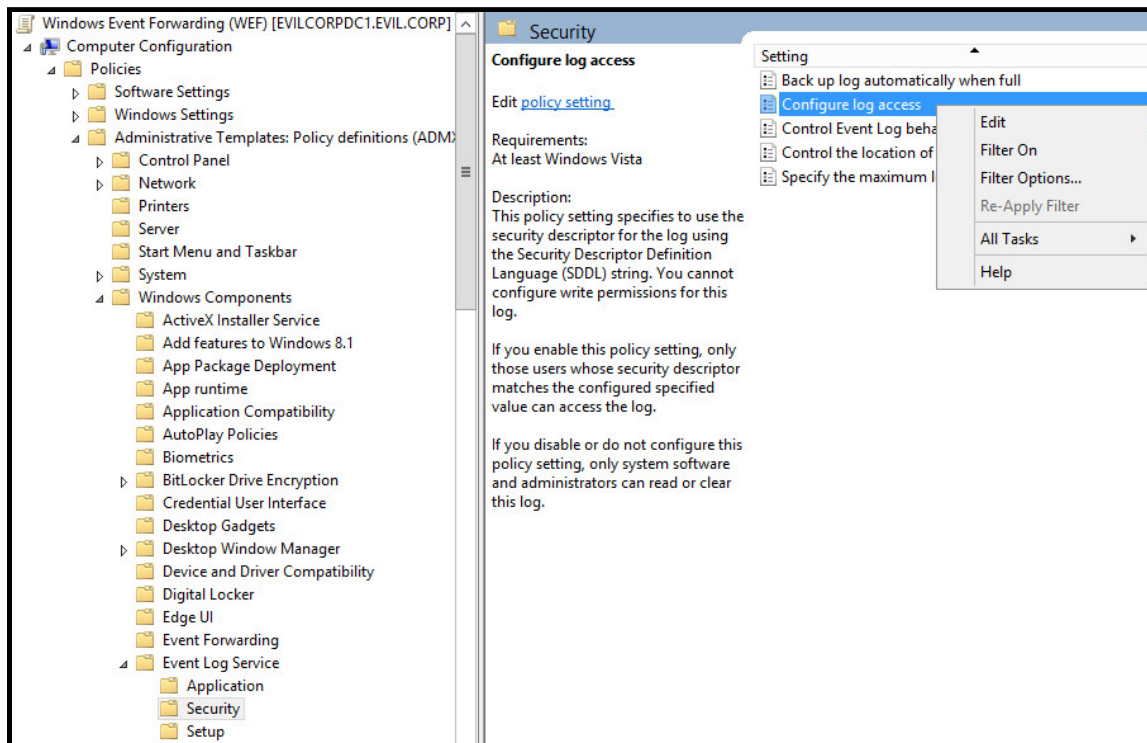 Windows Event Forwarding (WEF) [EVILCORPDC1.EVIL.CORP]
Computer Configuration
Policies
Software Settings
Windows Settings
Administrative Templates: Policy definitions (ADMX
Control Panel
Network
Printers
Server
Start Menu and Taskbar
System
Windows Components
ActiveX Installer Service
Add features to Windows 8.1
App Package Deployment
App runtime
Application Compatibility
AutoPlay Policies
Biometrics
BitLocker Drive Encryption
Credential User Interface
Desktop Gadgets
Desktop Window Manager
Device and Driver Compatibility
Digital Locker
Edge UI
Event Forwarding
Event Log Service
Application
Security
Setup
Security
Configure log access
Edit policy setting
Requirements:
At least Windows Vista
Description:
This policy setting specifies to use the
security descriptor for the log using
the Security Descriptor Definition
Language (SDDL) string. You cannot
configure write permissions for this
log.
If you enable this policy setting, only
those users whose security descriptor
matches the configured specified
value can access the log.
If you disable or do not configure this
policy setting, only system software
and administrators can read or clear
this log.
Setting
Back up log automatically when full
Configure log access
Control Event Log beha
Control the location of
Specify the maximum l
Edit
Filter On
Filter Options...
Re-Apply Filter
All Tasks
Help